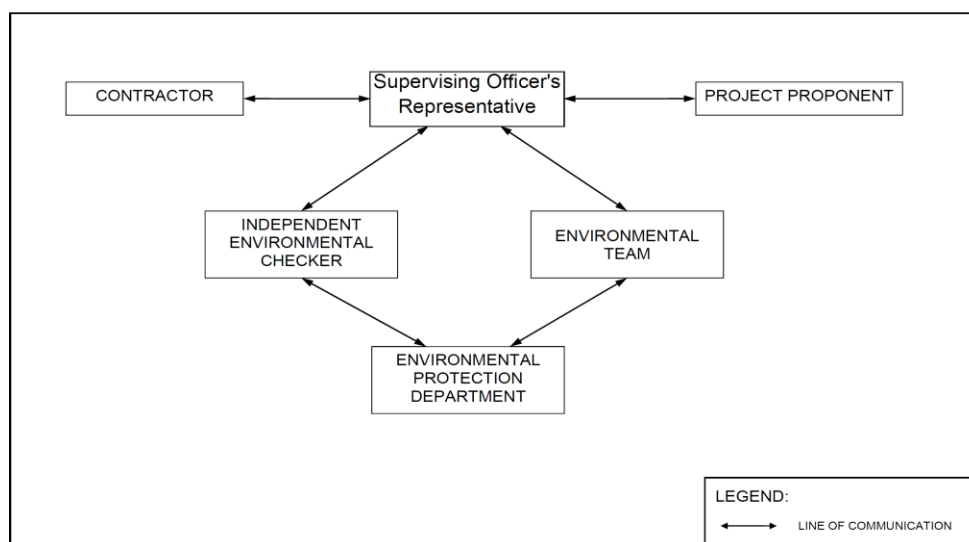 CONTRACTOR
Supervising Officer's
Representative
PROJECT PROPONENT
INDEPENDENT
ENVIRONMENTAL
CHECKER
ENVIRONMENTAL
TEAM
ENVIRONMENTAL
PROTECTION
DEPARTMENT
LEGEND:
LINE OF COMMUNICATION